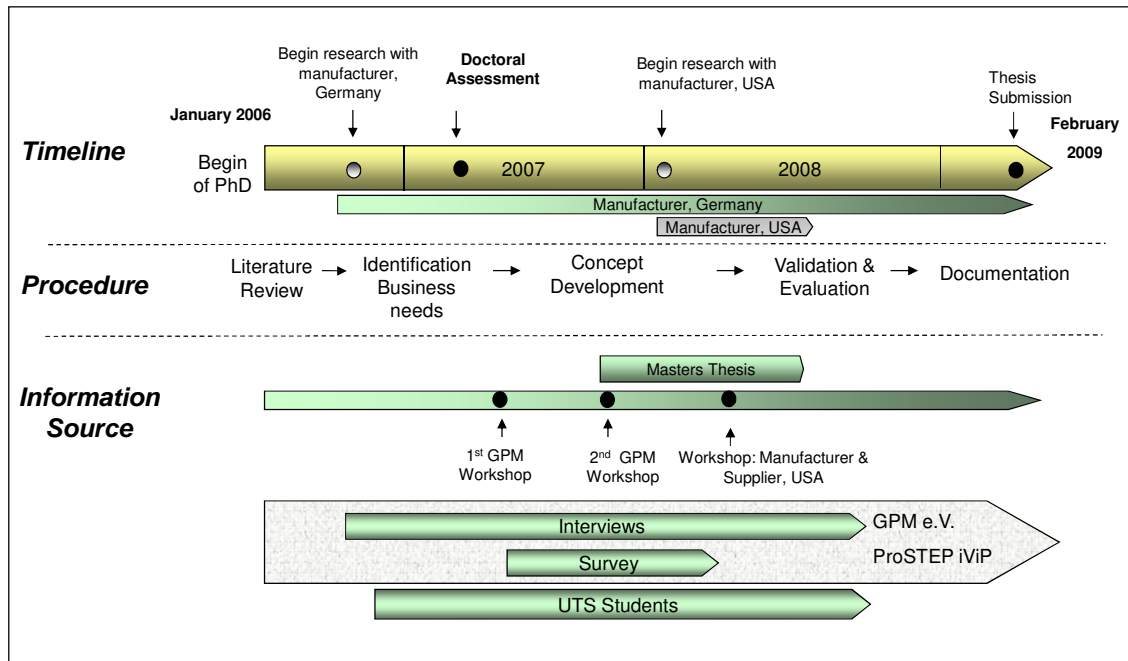 Begin research with
manufacturer,
Germany
Doctoral
Assessment
Begin research with
manufacturer, USA
Thesis
Submission
January 2006
February
2009
Timeline
Begin
of PhD
2007
2008
Manufacturer, Germany
Manufacturer, USA
Procedure
Literature
Review
Identification
Business
needs
Concept
Development
Validation &
Evaluation
Documentation
Information
Source
Masters Thesis
1st GPM
Workshop
2nd GPM
Workshop
Workshop: Manufacturer &
Supplier, USA
Interviews
Survey
UTS Students
GPM e.V.
ProSTEP iViP